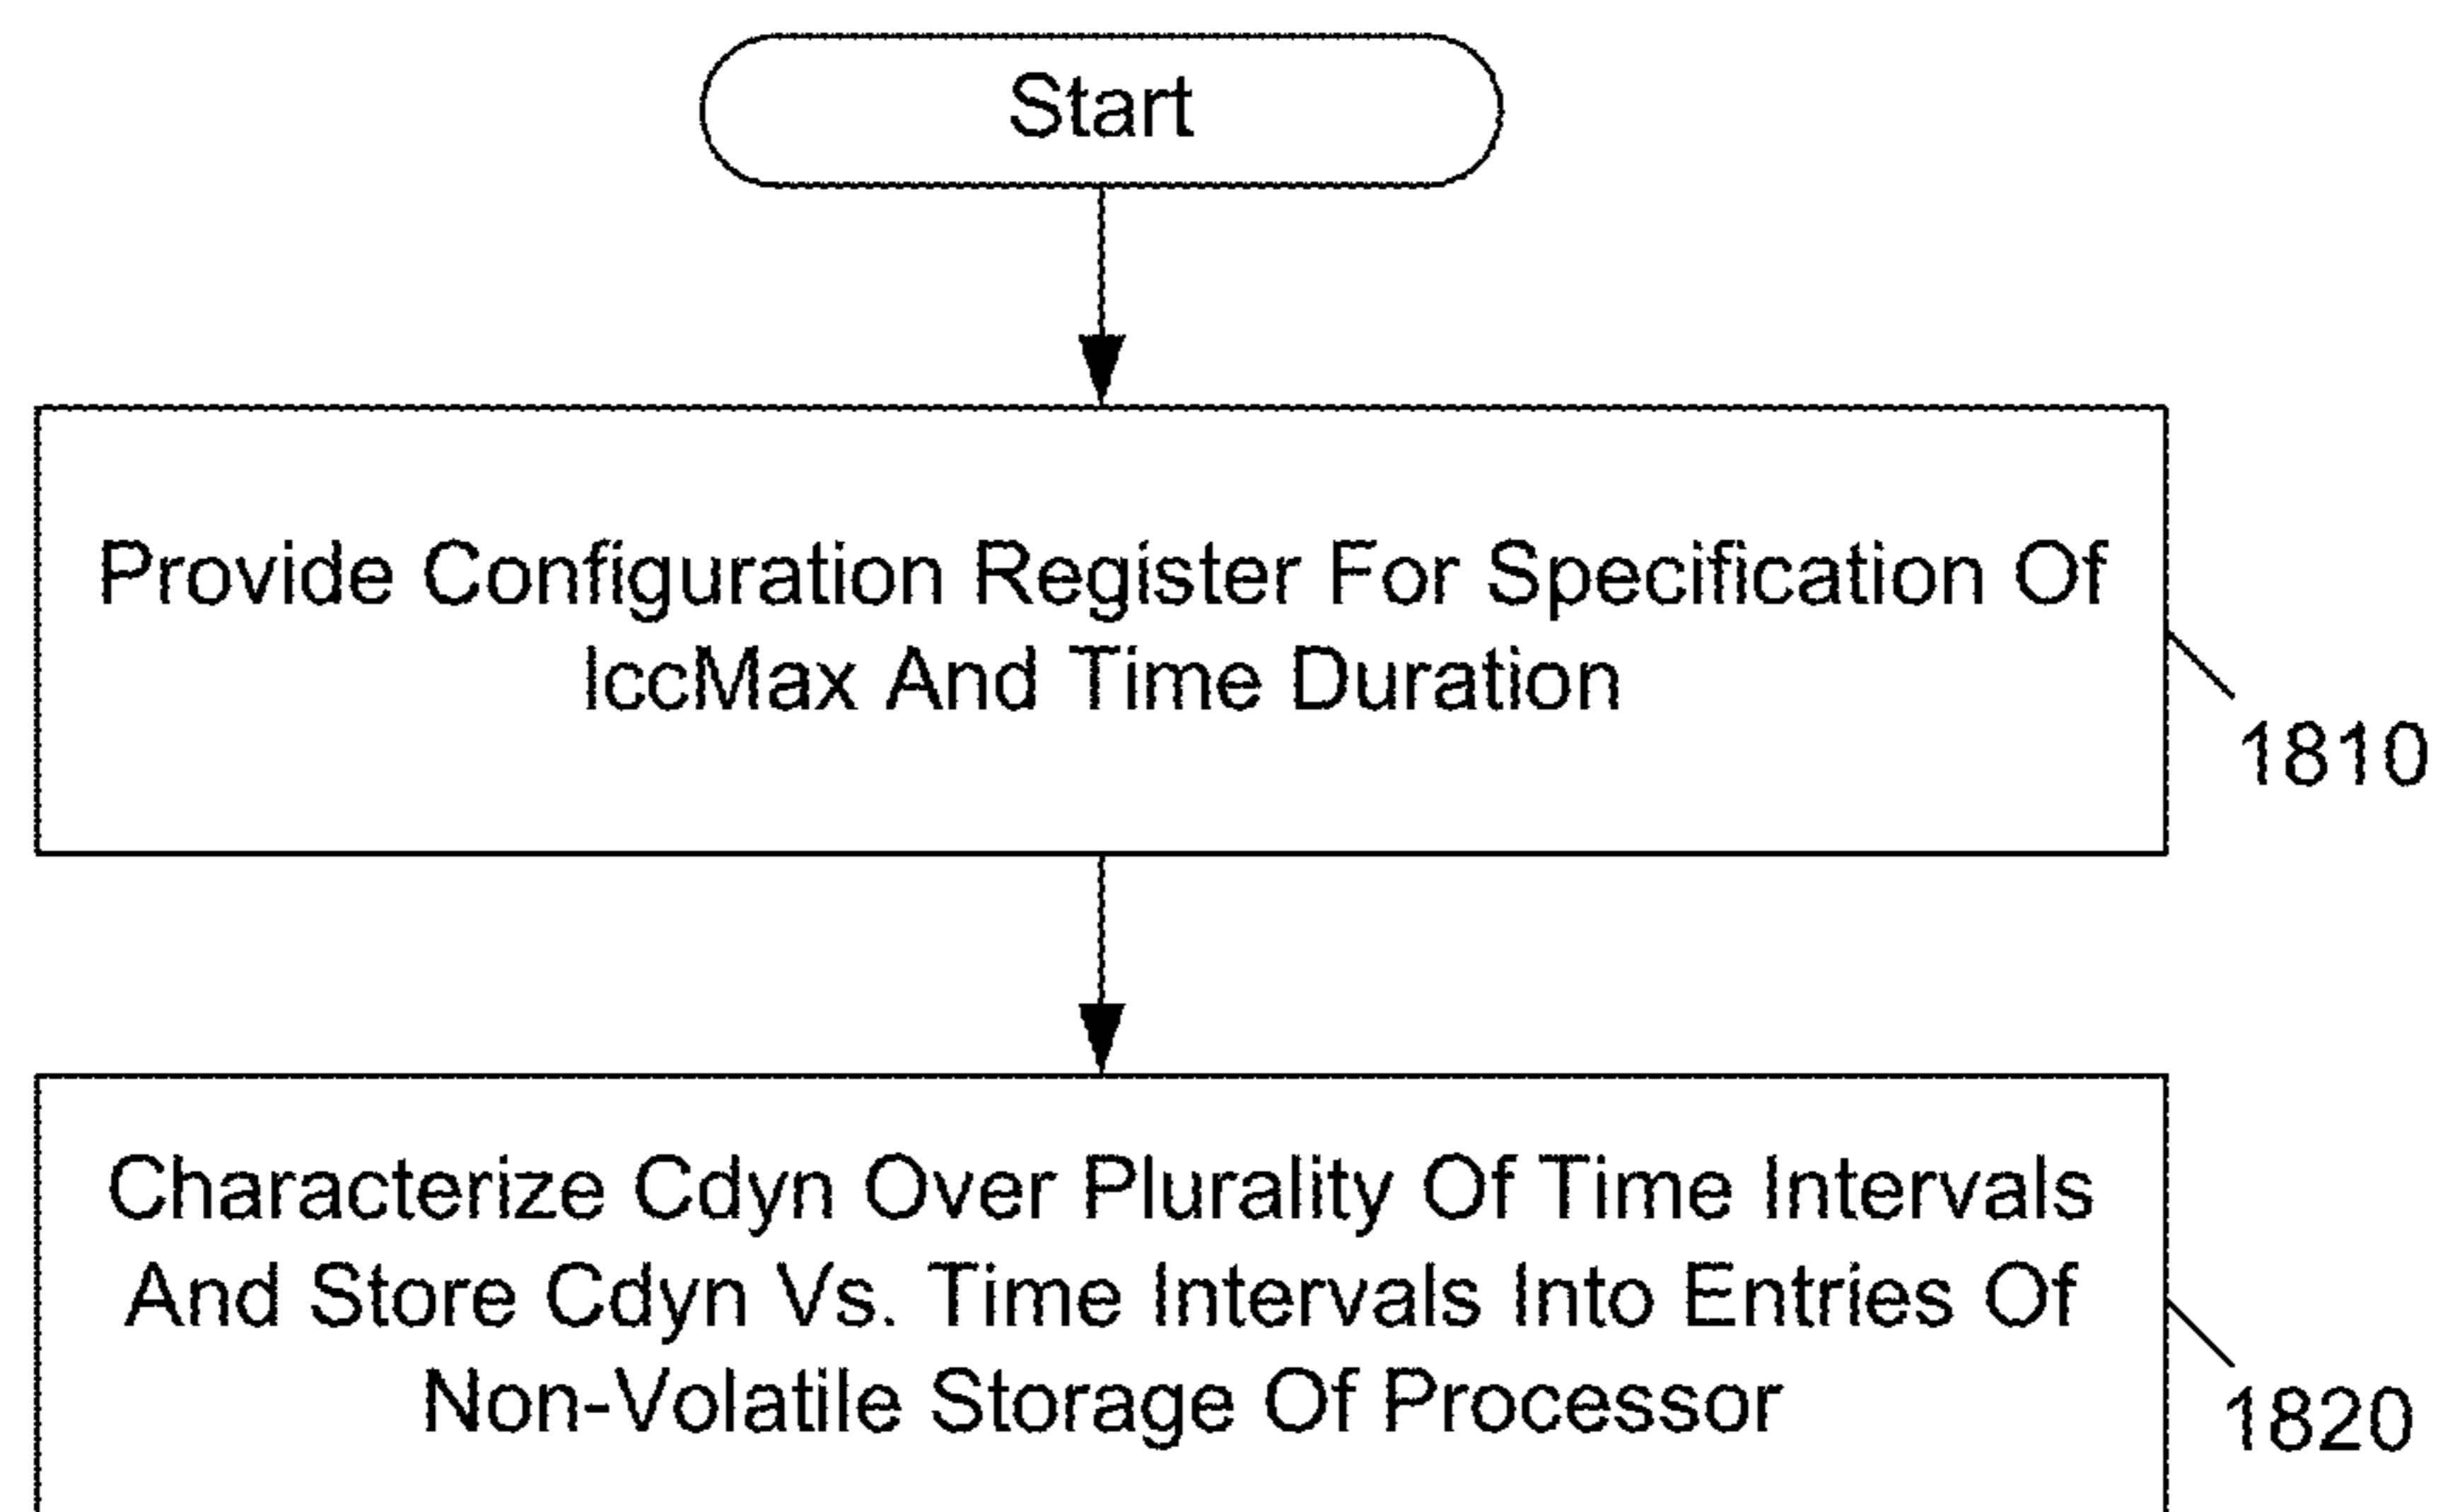 Start
Provide Configuration Register For Specification Of
IccMax And Time Duration
1810
Characterize Cdyn Over Plurality Of Time Intervals
And Store Cdyn Vs. Time Intervals Into Entries Of
Non-Volatile Storage Of Processor
1820